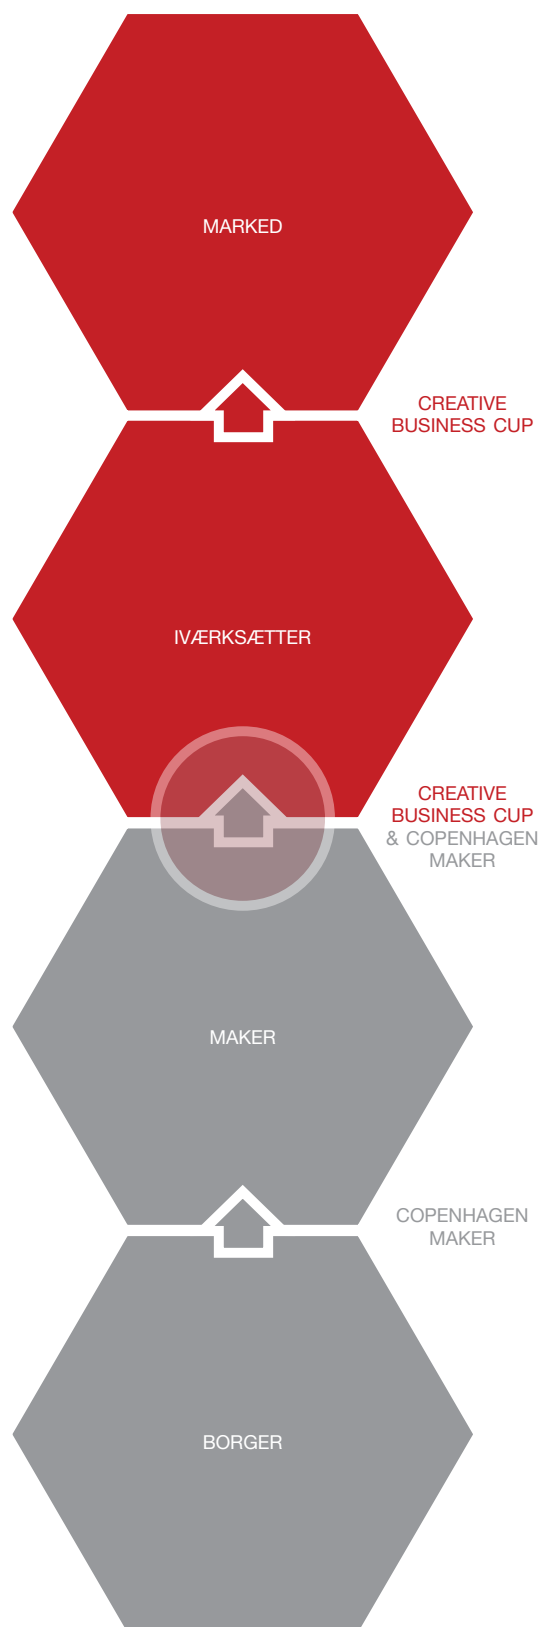 MARKED
CREATIVE
BUSINESS CUP
IVÆRKSÆTTER
CREATIVE
BUSINESS CUP
& COPENHAGEN
MAKER
MAKER
COPENHAGEN
MAKER
BORGER